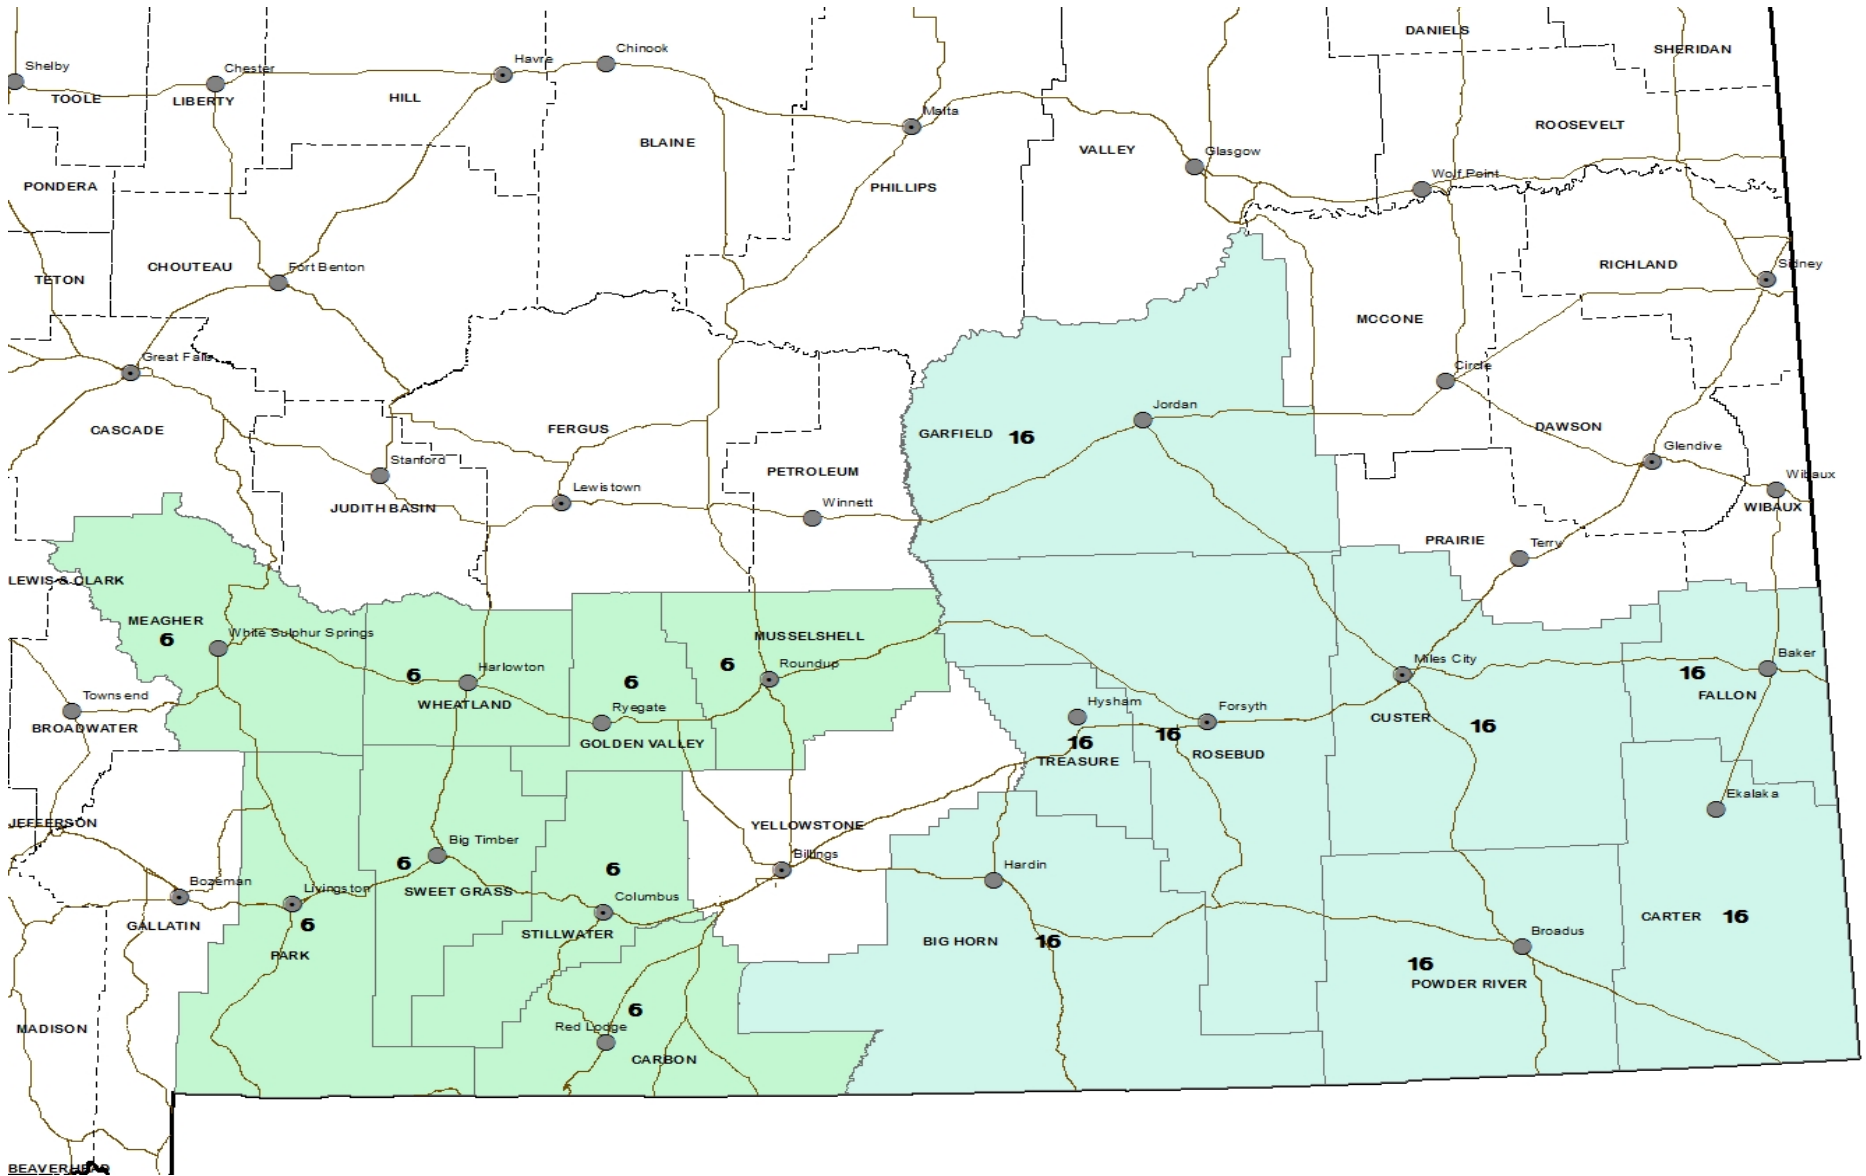 DANIELS
SHERIDAN
Chinook
Havre
Shelby
Chester
TOOLE
LIBERTY
HILL
Malta
ROOSEVELT
BLAINE
VALLEY
Glasgow
Wolf Point
PONDERA
PHILLIPS
CHOUTEAU
Fort Benton
TETON
RICHLAND
Sidney
MCCONE
Great Falls
Circle
Jordan
CASCADE
FERGUS
GARFIELD 16
DAWSON
Glendive
Stanford
PETROLEUM
Wibaux
Lewistown
Winnett
JUDITH BASIN
WIBAUX
PRAIRIE
Terry
LEWIS & CLARK
MEAGHER
6
White Sulphur Springs
MUSSELSHELL
6
Roundup
Harlowton
6
WHEATLAND
6
Ryegate
GOLDEN VALLEY
Miles City
Baker
16
FALLON
Townsend
BROADWATER
Hysham
Forsyth
CUSTER
16
16
16
ROSEBUD
TREASURE
Ekalaka
JEFFERSON
YELLOWSTONE
Big Timber
Billings
6
SWEET GRASS
6
Columbus
Hardin
Bozeman
Livingston
6
GALLATIN
PARK
STILLWATER
BIG HORN
16
CARTER 16
Broadus
16
POWDER RIVER
6
Red Lodge
CARBON
MADISON
BEAVERHEAD